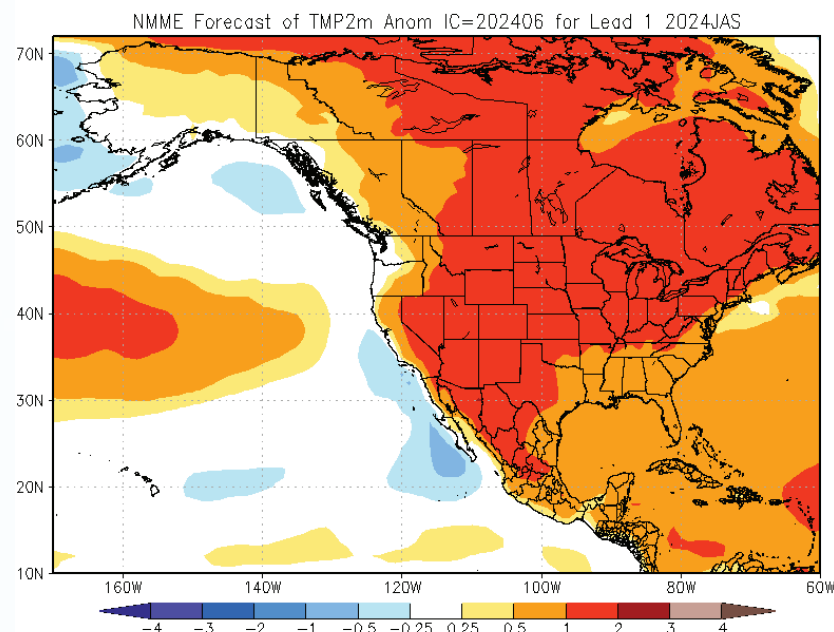 NMME Forecast of TMP2m Anom IC=202406 for Lead 1 2024JAS
70N
60N
50N
40N
30N
20N
10N
160W 140W 120W 100W 80W 60W
-4 -3 -2 -1 -0.5 -0.25 0.25 0.5 1 2 3 4